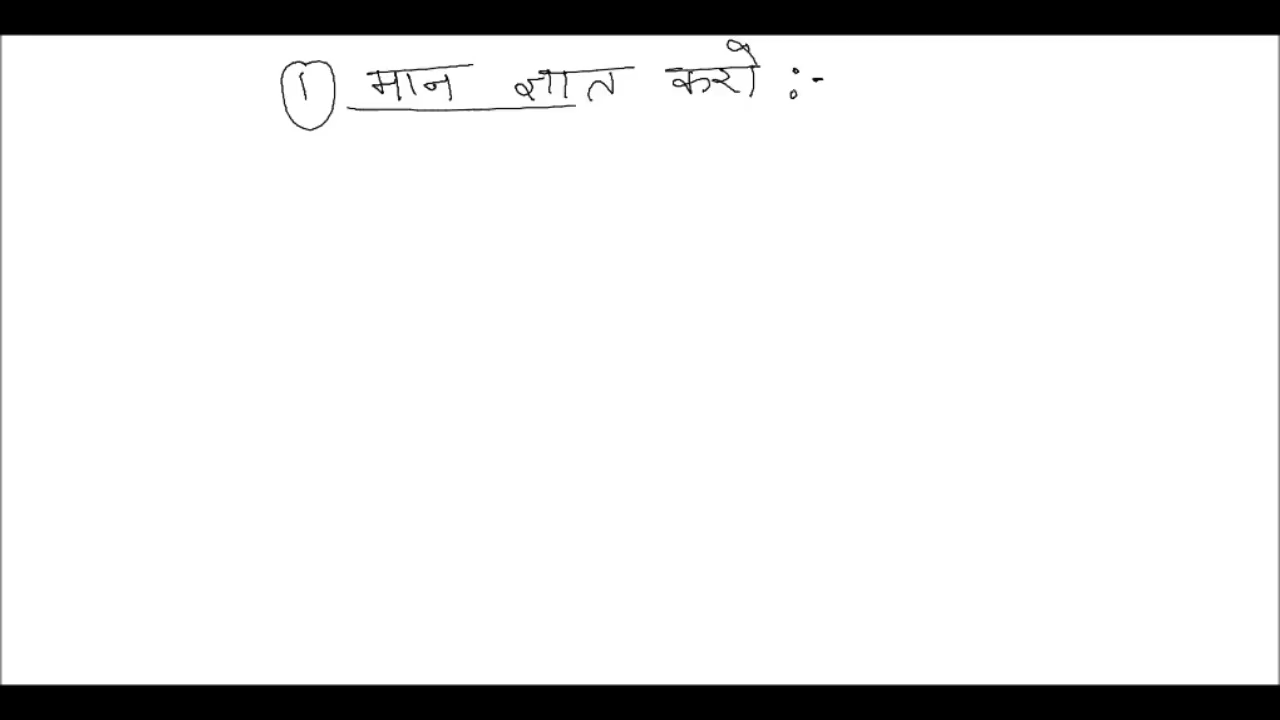 ① मान ज्ञात करो :-